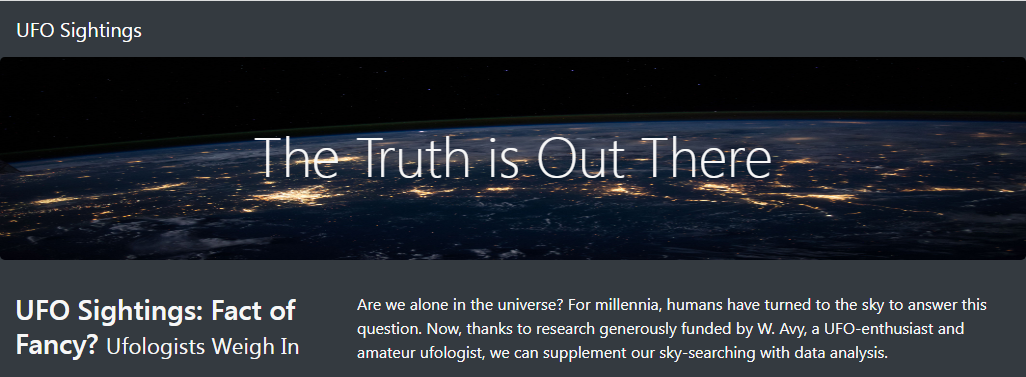 UFO Sightings
The Truth is Out There
UFO Sightings: Fact of
Fancy? Ufologists Weigh In
Are we alone in the universe? For millennia, humans have turned to the sky to answer this
question. Now, thanks to research generously funded by W. Avy, a UFO-enthusiast and
amateur ufologist, we can supplement our sky-searching with data analysis.